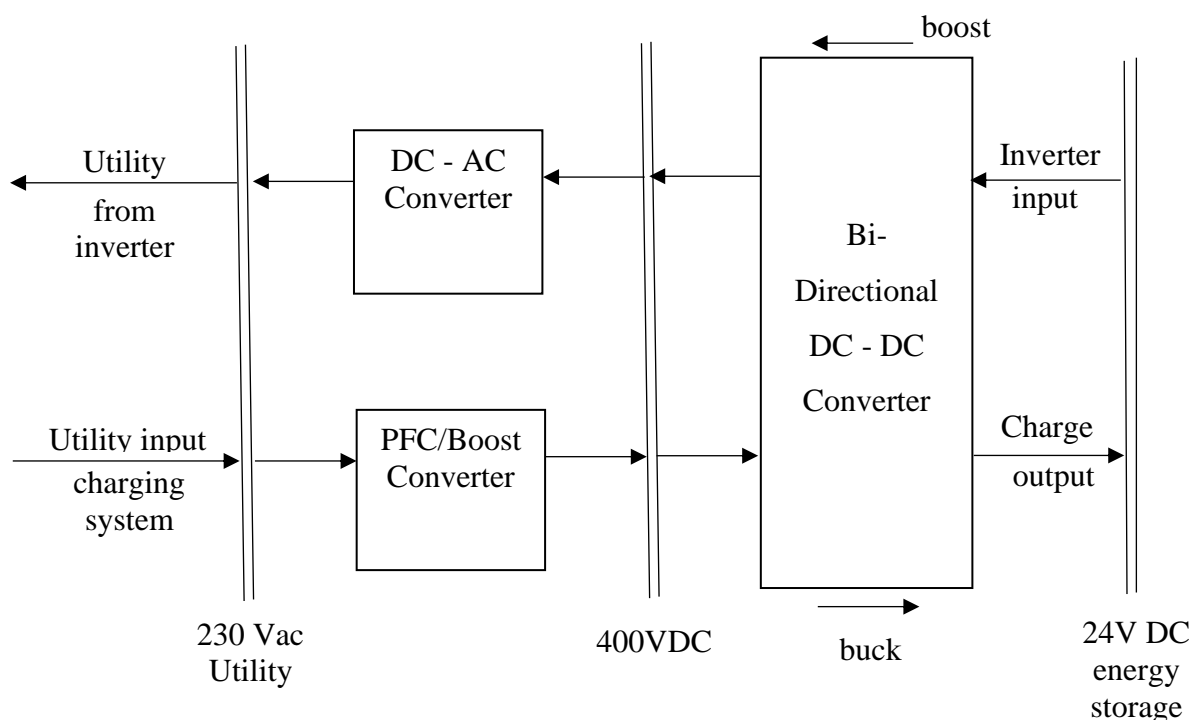 boost
Utility
from
inverter
DC - AC
Converter
Bi-
Directional
DC - DC
Converter
Inverter
input
Utility input
charging
system
PFC/Boost
Converter
Charge
output
230 Vac
Utility
400VDC
buck
24V DC
energy
storage